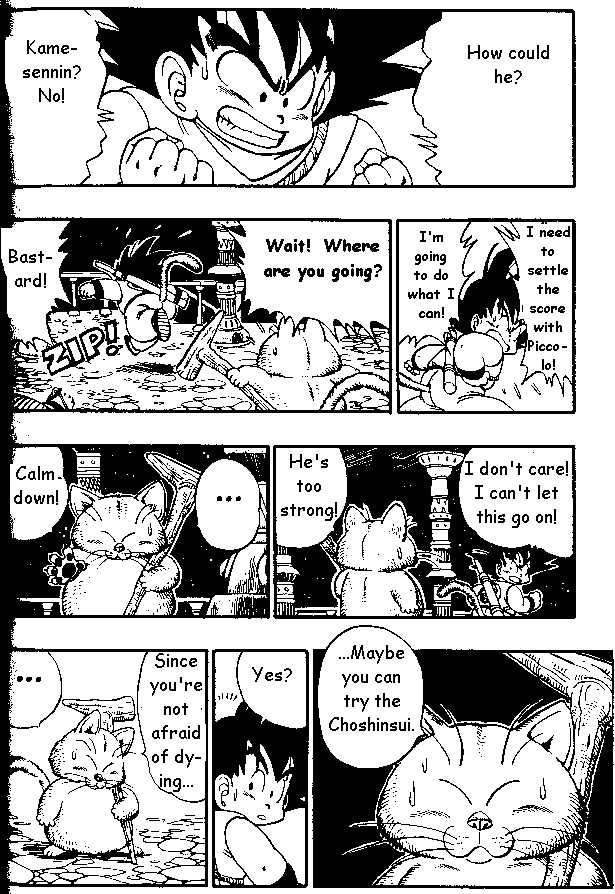 Kame-
sennin?
No!
How could
he?
Bast-
ard!
ZIP!
Wait! Where
are you going?
I'm
going
to do
what I
can!
I need
to
settle
the
score
with
Picco-
lo!
Calm
down!
...
He's
too
strong!
I don't care!
I can't let
this go on!
...
Since
you're
not
afraid
of dy-
ing...
Yes?
...Maybe
you can
try the
Choshinsui.